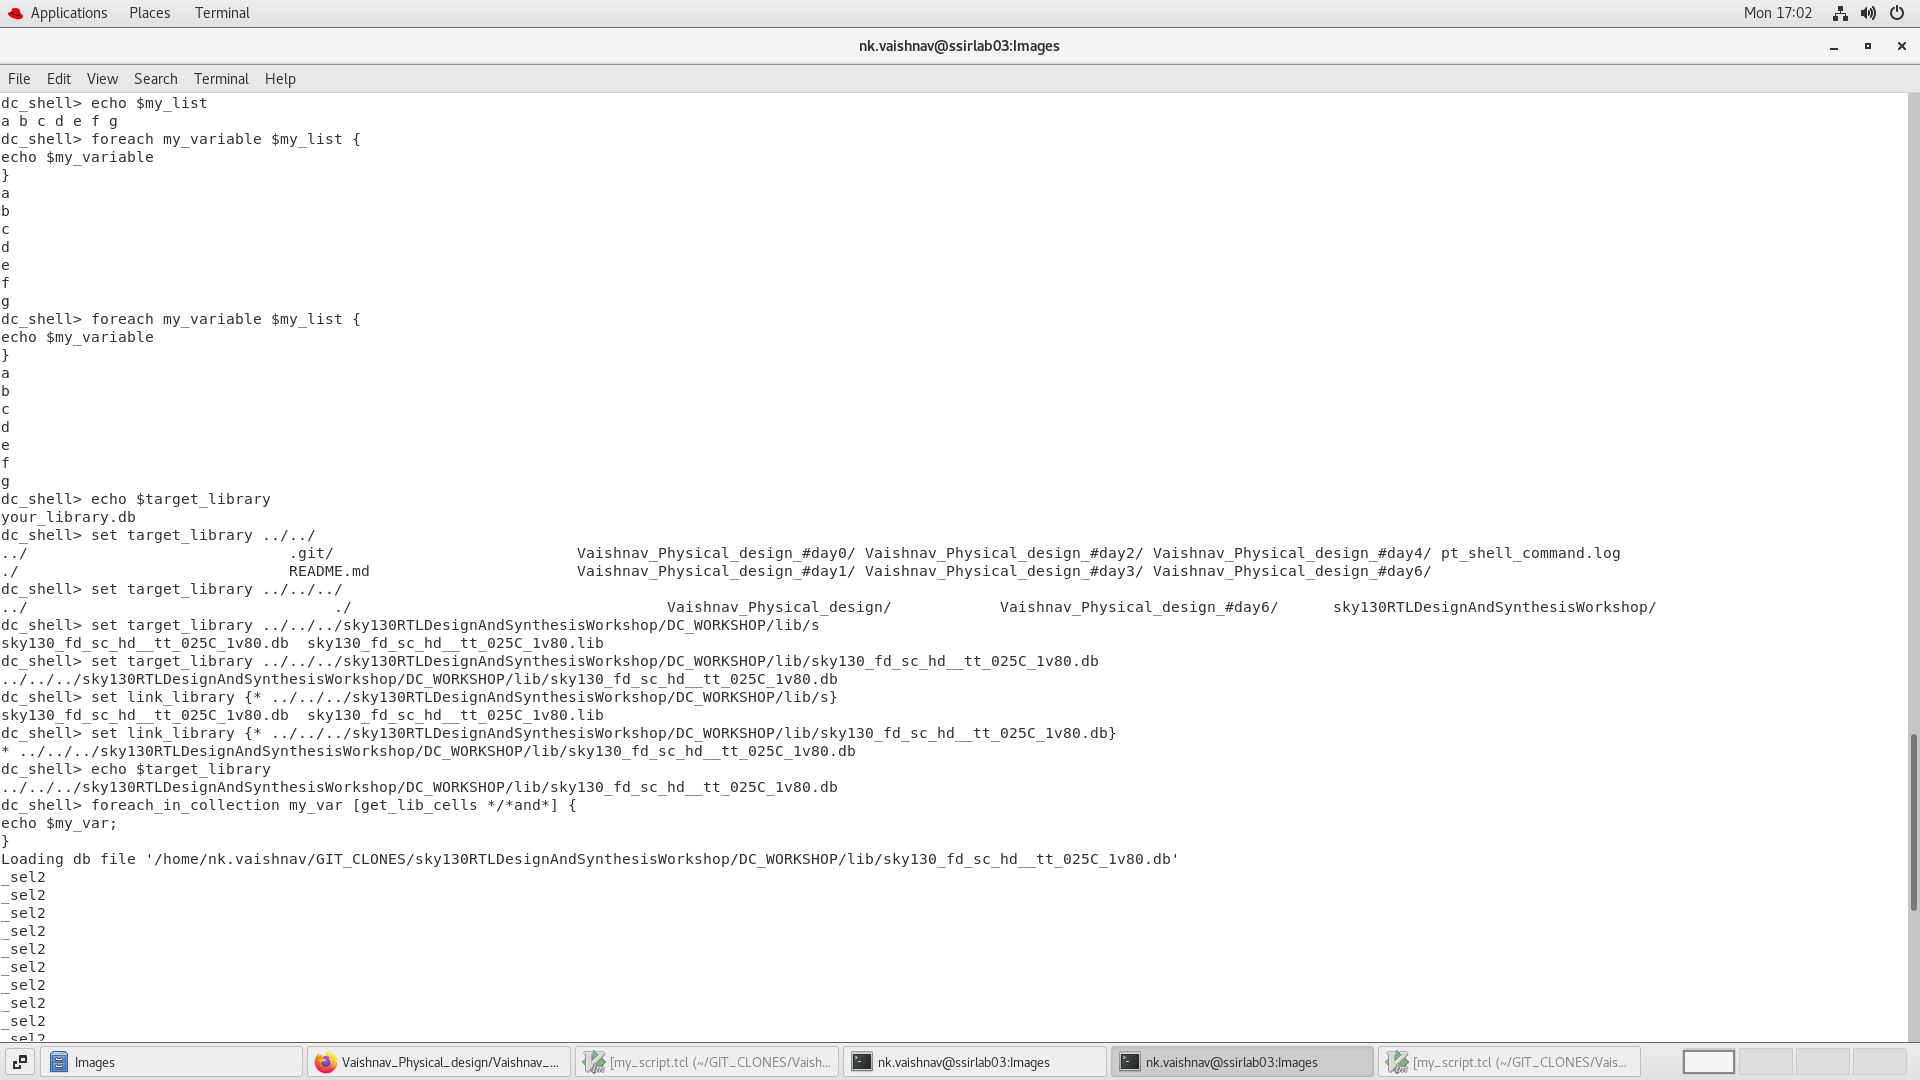 Applications Places Terminal Mon 17:02
nk.vaishnav@ssirlab03:Images
File Edit View Search Terminal Help
dc_shell> echo $my_list
a b c d e f g
dc_shell> foreach my_variable $my_list {
echo $my_variable
}
a
b
c
d
e
f
g
dc_shell> foreach my_variable $my_list {
echo $my_variable
}
a
b
c
d
e
f
g
dc_shell> echo $target_library
your_library.db
dc_shell> set target_library ../../
../ .git/ Vaishnav_Physical_design_#day0/ Vaishnav_Physical_design_#day2/ Vaishnav_Physical_design_#day4/ pt_shell_command.log
./ README.md Vaishnav_Physical_design_#day1/ Vaishnav_Physical_design_#day3/ Vaishnav_Physical_design_#day6/
dc_shell> set target_library ../../../
../ ./ Vaishnav_Physical_design/ Vaishnav_Physical_design_#day6/ sky130RTLDesignAndSynthesisWorkshop/
dc_shell> set target_library ../../../sky130RTLDesignAndSynthesisWorkshop/DC_WORKSHOP/lib/s
sky130_fd_sc_hd__tt_025C_1v80.db sky130_fd_sc_hd__tt_025C_1v80.lib
dc_shell> set target_library ../../../sky130RTLDesignAndSynthesisWorkshop/DC_WORKSHOP/lib/sky130_fd_sc_hd__tt_025C_1v80.db
../../../sky130RTLDesignAndSynthesisWorkshop/DC_WORKSHOP/lib/sky130_fd_sc_hd__tt_025C_1v80.db
dc_shell> set link_library {* ../../../sky130RTLDesignAndSynthesisWorkshop/DC_WORKSHOP/lib/s}
sky130_fd_sc_hd__tt_025C_1v80.db sky130_fd_sc_hd__tt_025C_1v80.lib
dc_shell> set link_library {* ../../../sky130RTLDesignAndSynthesisWorkshop/DC_WORKSHOP/lib/sky130_fd_sc_hd__tt_025C_1v80.db}
* ../../../sky130RTLDesignAndSynthesisWorkshop/DC_WORKSHOP/lib/sky130_fd_sc_hd__tt_025C_1v80.db
dc_shell> echo $target_library
../../../sky130RTLDesignAndSynthesisWorkshop/DC_WORKSHOP/lib/sky130_fd_sc_hd__tt_025C_1v80.db
dc_shell> foreach_in_collection my_var [get_lib_cells */*and*] {
echo $my_var;
}
Loading db file '/home/nk.vaishnav/GIT_CLONES/sky130RTLDesignAndSynthesisWorkshop/DC_WORKSHOP/lib/sky130_fd_sc_hd__tt_025C_1v80.db'
_sel2
_sel2
_sel2
_sel2
_sel2
_sel2
_sel2
_sel2
_sel2
_sel2
Images Vaishnav_Physical_design/Vaishnav_... [my_script.tcl (~/GIT_CLONES/Vaish... nk.vaishnav@ssirlab03:Images nk.vaishnav@ssirlab03:Images [my_script.tcl (~/GIT_CLONES/Vais...